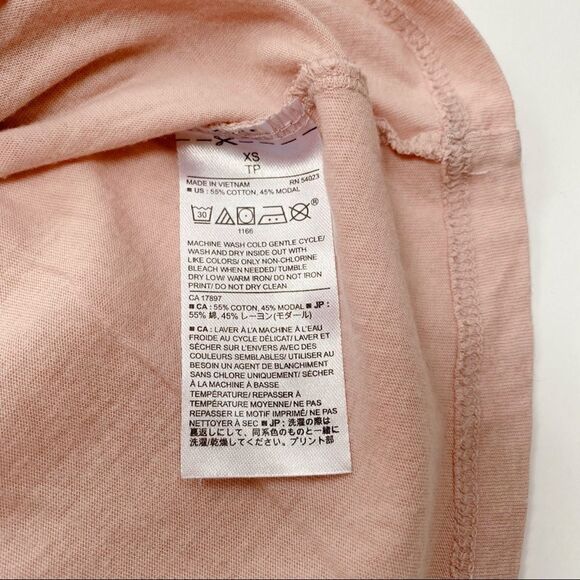 XS
TP
MADE IN VIETNAM RN 54023
■ US : 55% COTTON, 45% MODAL
30
1166
MACHINE WASH COLD GENTLE CYCLE/
WASH AND DRY INSIDE OUT WITH
LIKE COLORS/ ONLY NON-CHLORINE
BLEACH WHEN NEEDED/ TUMBLE
DRY LOW/ WARM IRON/ DO NOT IRON
PRINT/ DO NOT DRY CLEAN
CA 17897
■ CA : 55% COTTON, 45% MODAL ■ JP :
55% 綿, 45% レーヨン(モダール)
■ CA : LAVER À LA MACHINE À L'EAU
FROIDE AU CYCLE DÉLICAT/ LAVER ET
SÉCHER SUR L'ENVERS AVEC DES
COULEURS SEMBLABLES/ UTILISER AU
BESOIN UN AGENT DE BLANCHIMENT
SANS CHLORE UNIQUEMENT/ SÉCHER
À LA MACHINE À BASSE
TEMPÉRATURE/ REPASSER À
TEMPÉRATURE MOYENNE/ NE PAS
REPASSER LE MOTIF IMPRIMÉ/ NE PAS
NETTOYER À SEC ■ JP : 洗濯の際は
裏返しにして、同系色のものと一緒に
洗濯/乾燥してください。プリント部